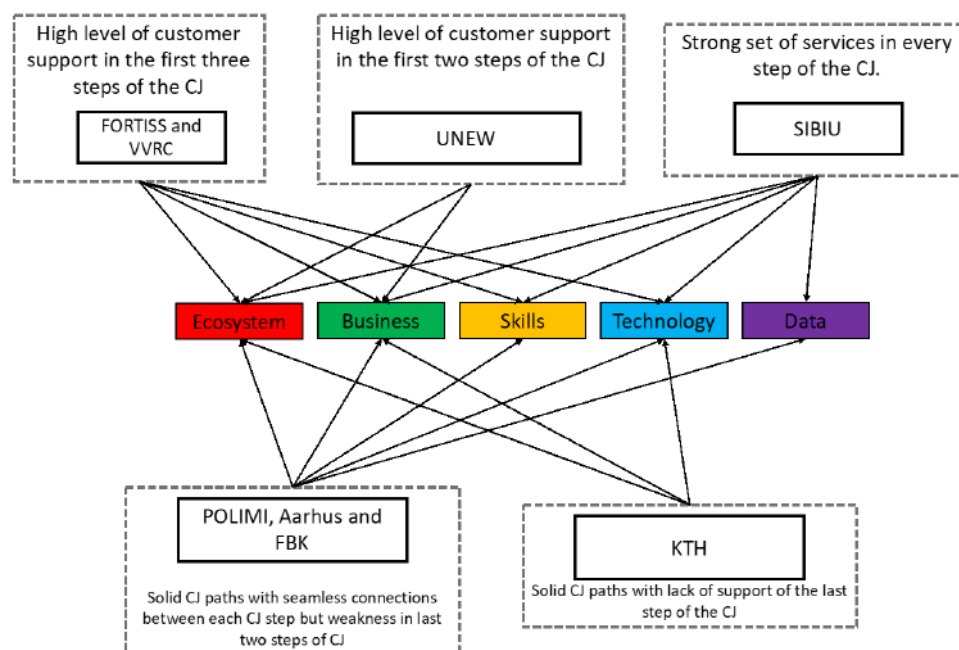 High level of customer
support in the first three
steps of the CJ
FORTISS and
VVRC
High level of customer support
in the first two steps of the CJ
UNEW
Strong set of services in every
step of the CJ.
SIBIU
Ecosystem
Business
Skills
Technology
Data
POLIMI, Aarhus and
FBK
Solid CJ paths with seamless connections
between each CJ step but weakness in last
two steps of CJ
KTH
Solid CJ paths with lack of support of the last
step of the CJ